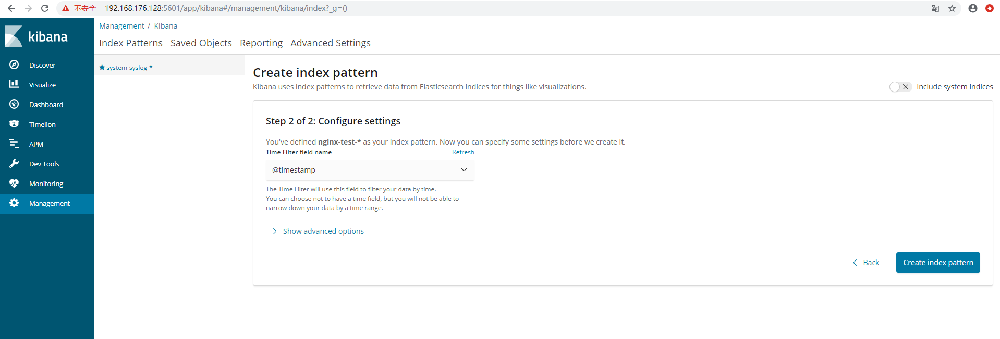 不安全 192.168.176.128:5601/app/kibana#/management/kibana/index?_g=()
kibana
Discover
Visualize
Dashboard
Timelion
APM
Dev Tools
Monitoring
Management
Management / Kibana
Index Patterns Saved Objects Reporting Advanced Settings
system-syslog-*
Create index pattern
Kibana uses index patterns to retrieve data from Elasticsearch indices for things like visualizations.
Include system indices
Step 2 of 2: Configure settings
You've defined nginx-test-* as your index pattern. Now you can specify some settings before we create it.
Time Filter field name Refresh
@timestamp
The Time Filter will use this field to filter your data by time.
You can choose not to have a time field, but you will not be able to
narrow down your data by a time range.
Show advanced options
Back Create index pattern